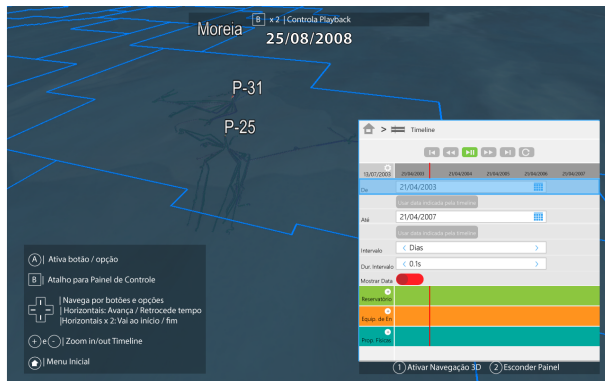 B x 2 | Controla Playback
Moreia
25/08/2008
P-31
P-25
> Timeline
13/07/2003 21/04/2003 21/04/2004 21/04/2005 21/04/2006 21/04/2007
De 21/04/2003
Usar data indicada pela timeline
Até 21/04/2007
Usar data indicada pela timeline
Intervalo < Dias >
Dur. Intervalo < 0.1s >
Mostrar Data
Reservatório
Equip. de En
Prop. Físicas
1 Ativar Navegação 3D 2 Esconder Painel
A | Ativa botão / opção
B | Atalho para Painel de Controle
| Navega por botões e opções
| Horizontais: Avança / Retrocede tempo
|Horizontais x 2: Vai ao início / fim
+ e - | Zoom in/out Timeline
| Menu Inicial